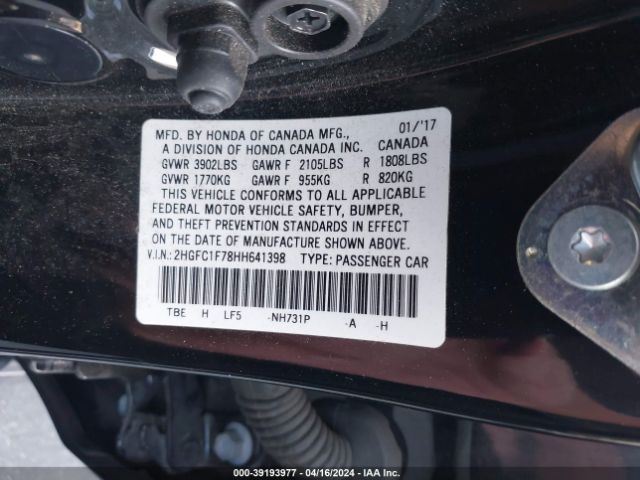 MFD. BY HONDA OF CANADA MFG., 01/'17
A DIVISION OF HONDA CANADA INC. CANADA
GVWR 3902LBS GAWR F 2105LBS R 1808LBS
GVWR 1770KG GAWR F 955KG R 820KG
THIS VEHICLE CONFORMS TO ALL APPLICABLE
FEDERAL MOTOR VEHICLE SAFETY, BUMPER,
AND THEFT PREVENTION STANDARDS IN EFFECT
ON THE DATE OF MANUFACTURE SHOWN ABOVE.
V.I.N.: 2HGFC1F78HH641398 TYPE: PASSENGER CAR
TBE H LF5 -NH731P -A -H
000-39193977 - 04/16/2024 - IAA Inc.